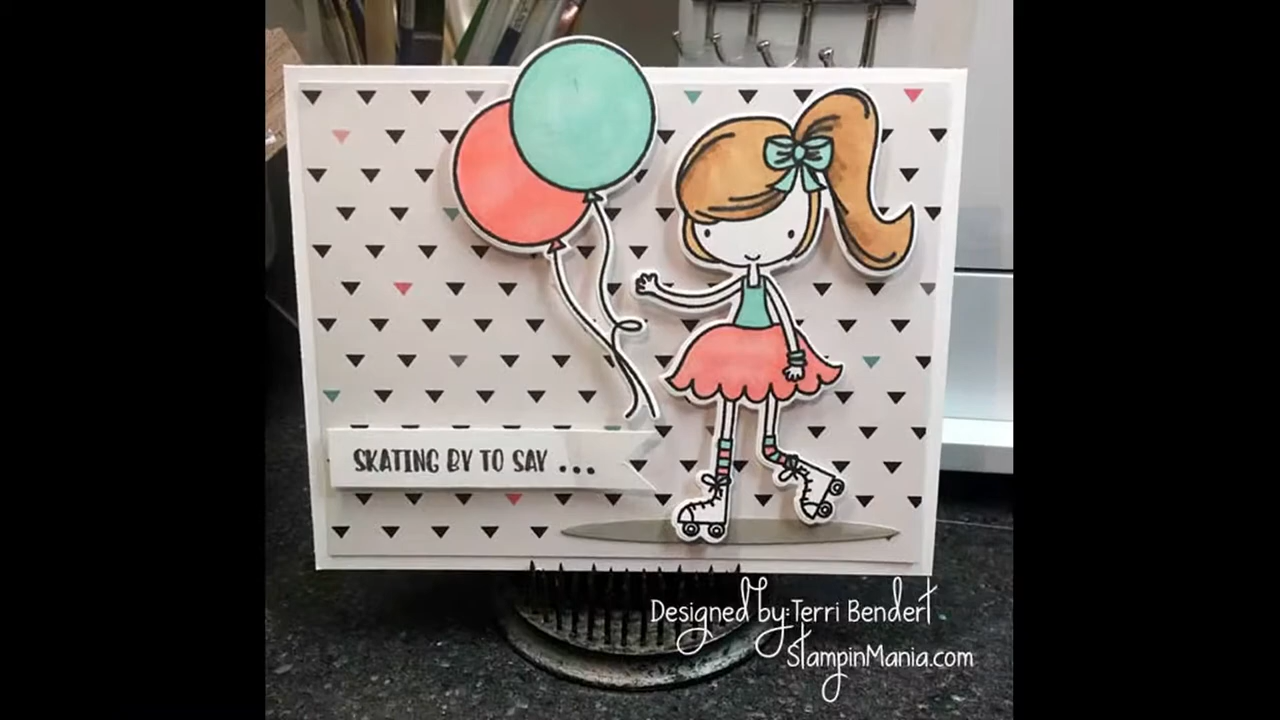 SKATING BY TO SAY ...
Designed by: Terri Bendert
StampinMania.com